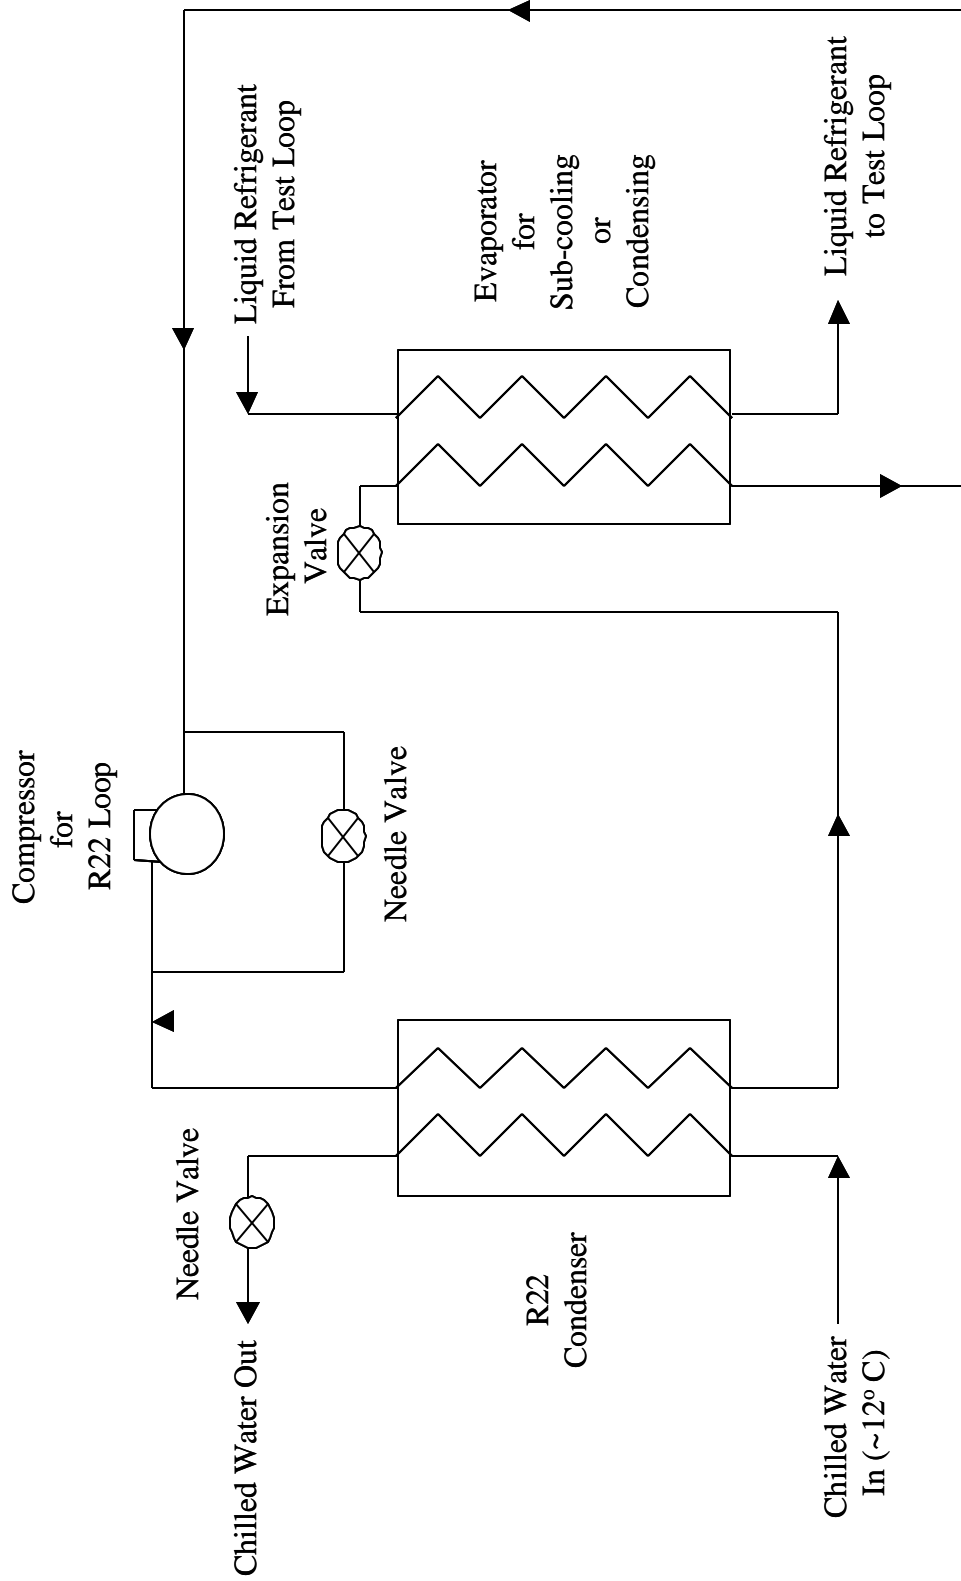 Compressor
for
R22 Loop
Liquid Refrigerant
From Test Loop
Expansion
Valve
Needle Valve
Needle Valve
Chilled Water Out
Evaporator
for
Sub-cooling
or
Condensing
R22
Condenser
Liquid Refrigerant
to Test Loop
Chilled Water
In (~12º C)